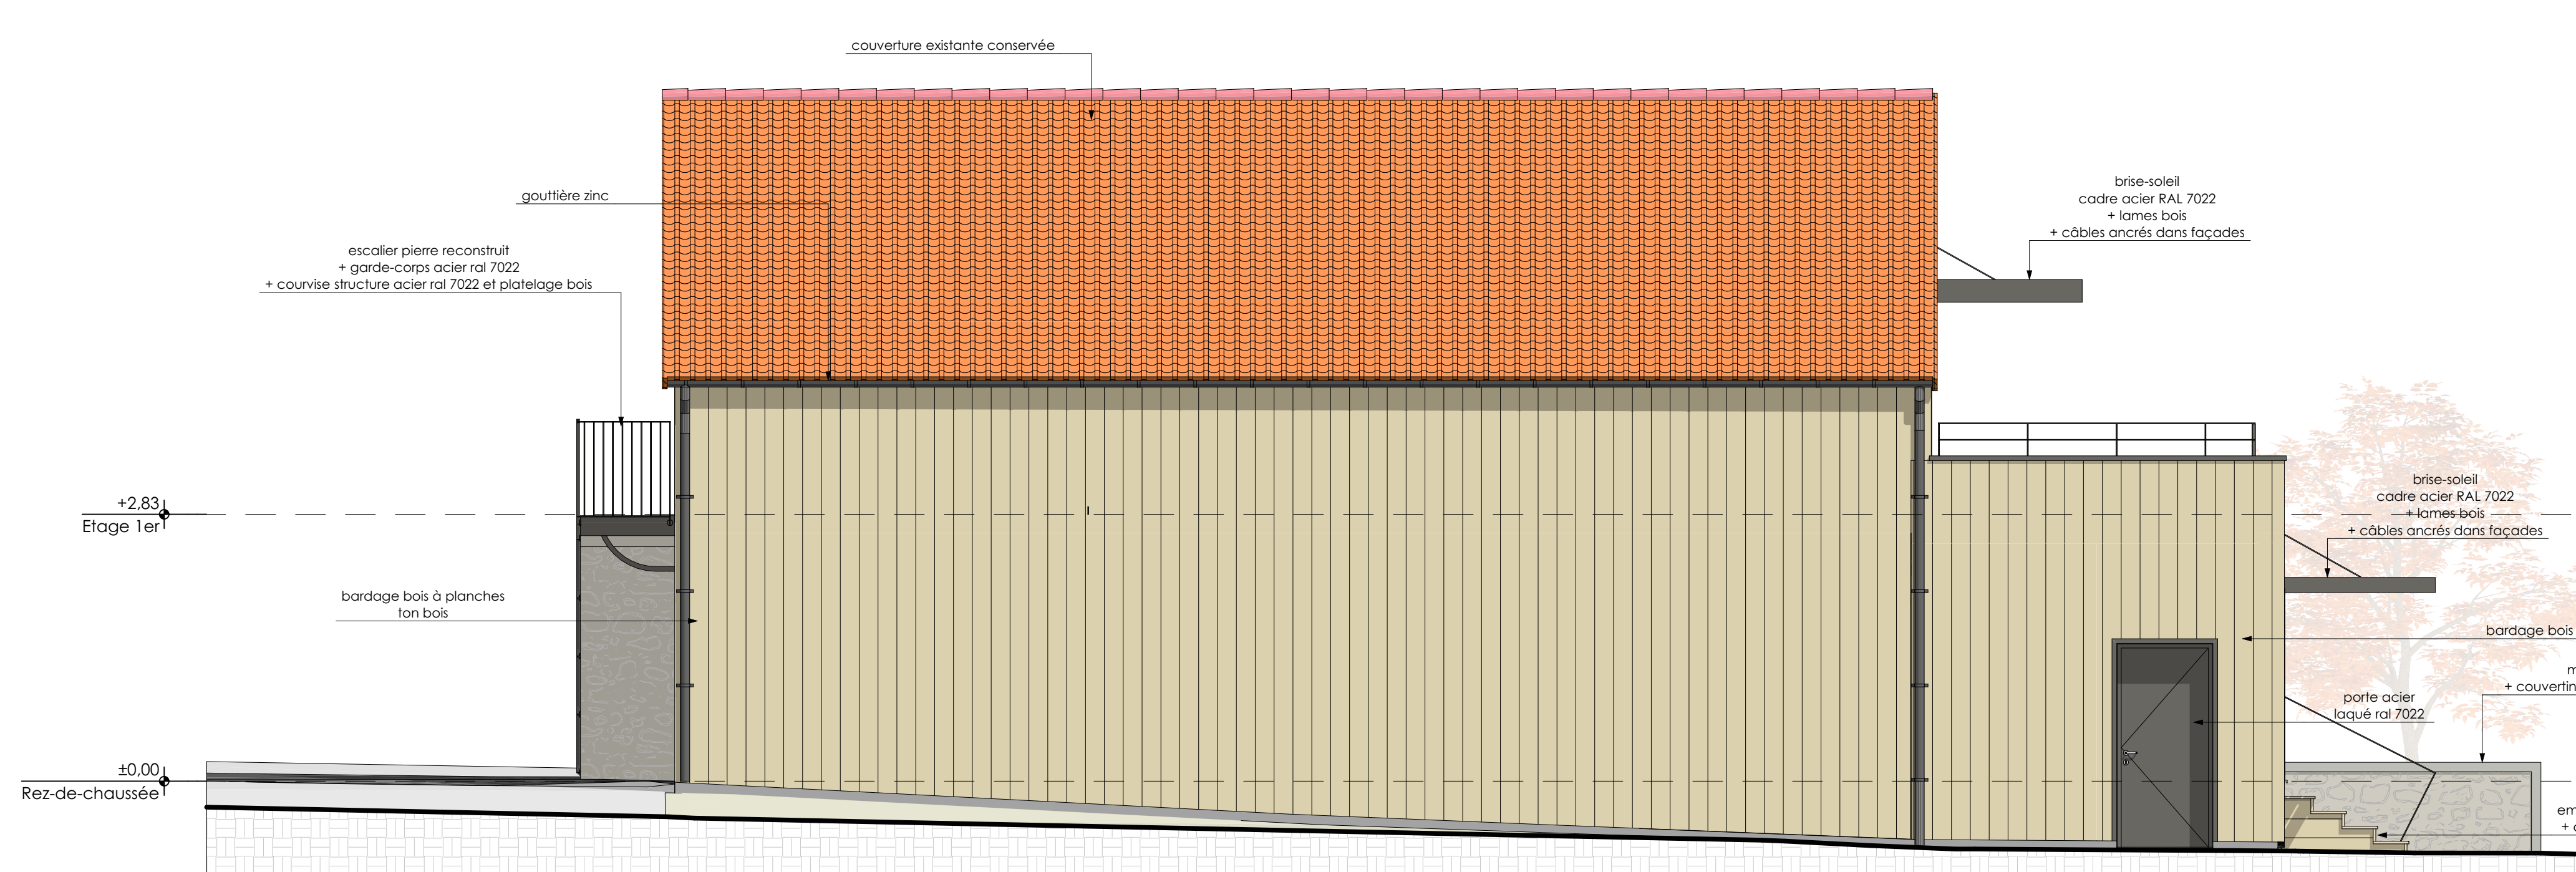 couverture existante conservée
gouttière zinc
brise-soleil
cadre acier RAL 7022
+ lames bois
+ câbles ancrés dans façades
escalier pierre reconstruit
+ garde-corps acier ral 7022
+ courvise structure acier ral 7022 et platelage bois
+2,83
Etage 1er
brise-soleil
cadre acier RAL 7022
+ lames bois
+ câbles ancrés dans façades
bardage bois à planches
ton bois
bardage bois
m
+ couvertin
porte acier
laqué ral 7022
±0,00
Rez-de-chaussée
em
+